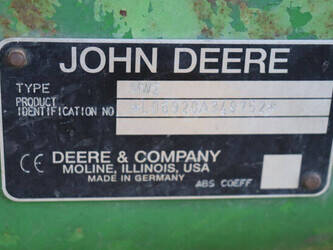 JOHN DEERE
TYPE
PRODUCT
IDENTIFICATION NO
CE DEERE & COMPANY
MOLINE, ILLINOIS, USA
MADE IN GERMANY
ABS COEFF